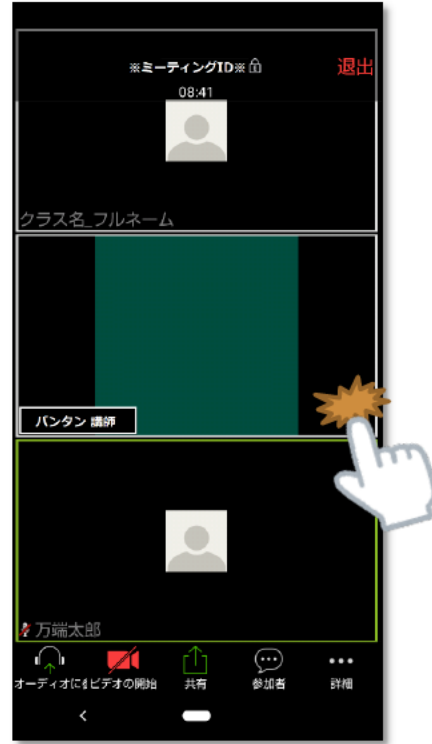 ※ミーティングID※
退出
08:41
クラス名_フルネーム
バンタン 講師
万端太郎
オーディオに
ビデオの開始
共有
参加者
詳細